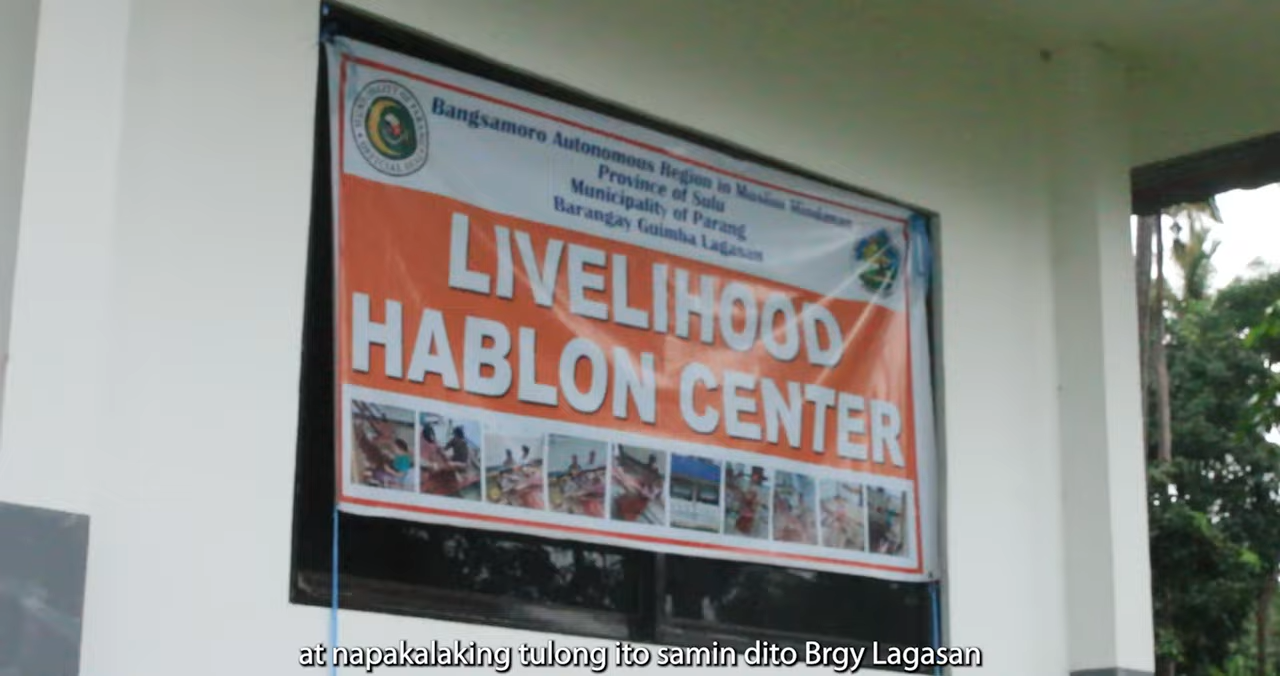 Bangsamoro Autonomous Region in Muslim Mindanao
Province of Sulu
Municipality of Parang
Barangay Guimba Lagasan
LIVELIHOOD
HABLON CENTER
at napakalaking tulong ito samin dito Brgy Lagasan